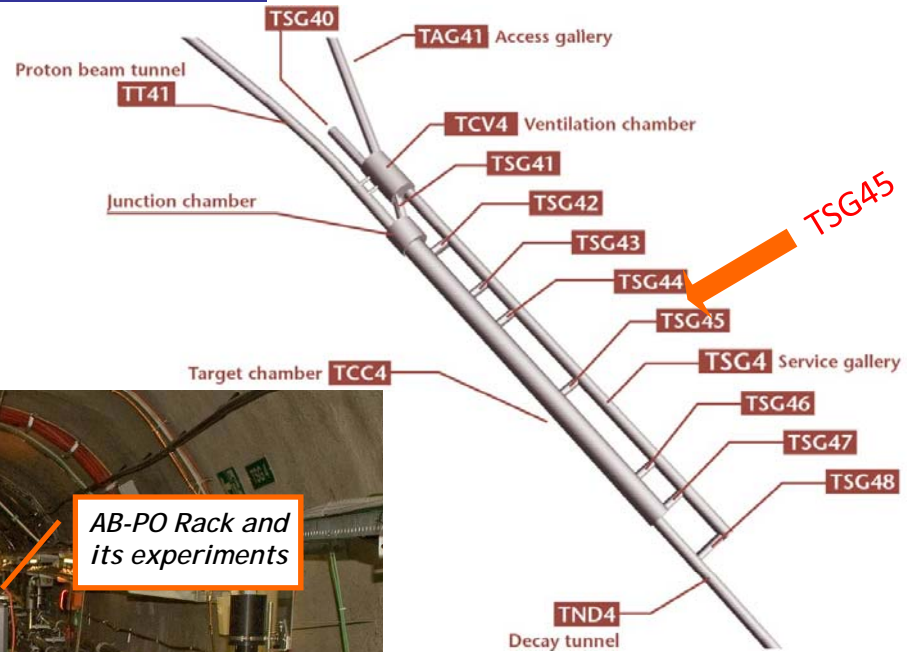 TSG40
TAG41 Access gallery
Proton beam tunnel
TT41
TCV4 Ventilation chamber
TSG41
Junction chamber
TSG42
TSG43
TSG44
TSG45
TSG45
Target chamber TCC4
TSG4 Service gallery
TSG46
TSG47
TSG48
AB-PO Rack and
its experiments
TND4
Decay tunnel